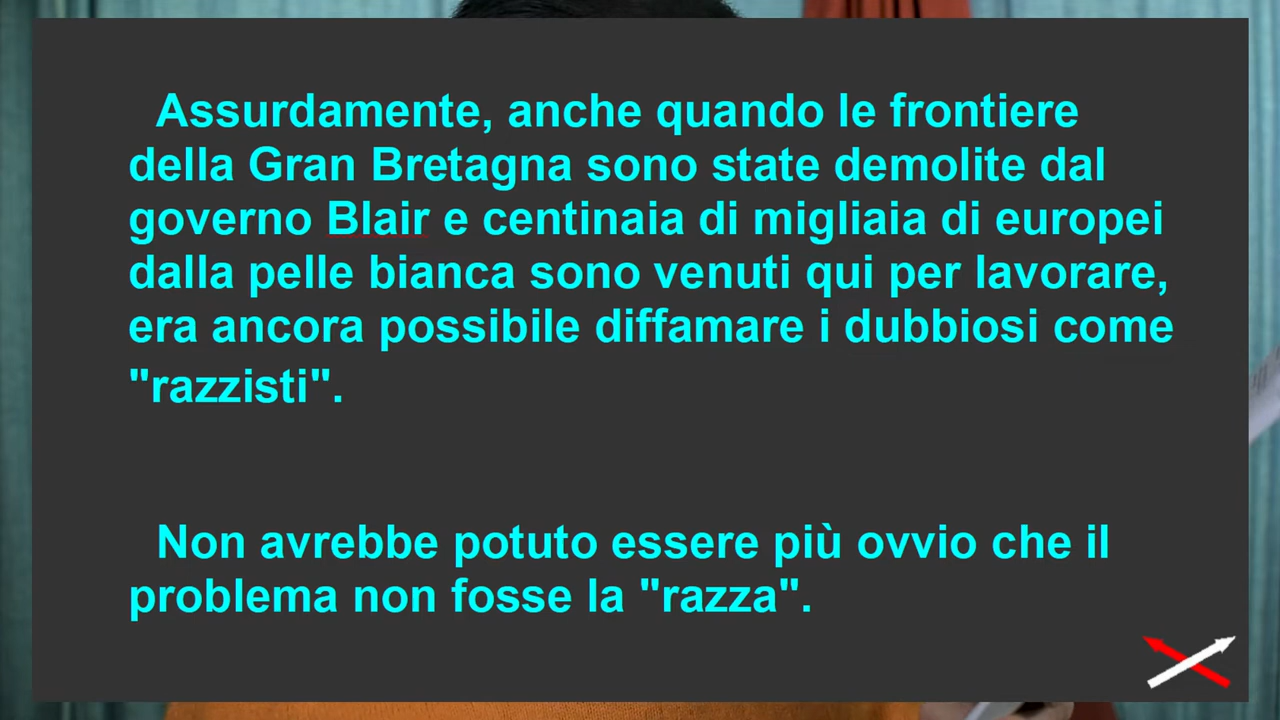 Assurdamente, anche quando le frontiere
della Gran Bretagna sono state demolite dal
governo Blair e centinaia di migliaia di europei
dalla pelle bianca sono venuti qui per lavorare,
era ancora possibile diffamare i dubbiosi come
"razzisti".
Non avrebbe potuto essere più ovvio che il
problema non fosse la "razza".